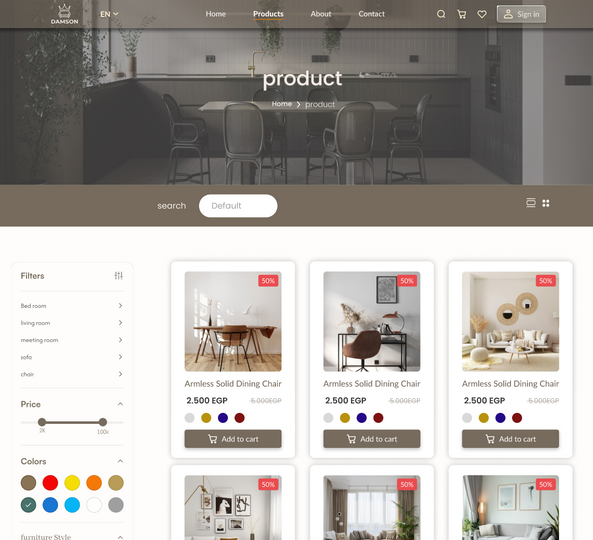 DAMSON
EN
Home Products About Contact
Sign in
product
Home > product
search Default
Filters
Bed room
living room
meeting room
sofa
chair
Price
2K 100K
Colors
furniture Style
50% 50% 50%
Armless Solid Dining Chair Armless Solid Dining Chair Armless Solid Dining Chair
2.500 EGP 5.000EGP 2.500 EGP 5.000EGP 2.500 EGP 5.000EGP
Add to cart Add to cart Add to cart
50% 50% 50%